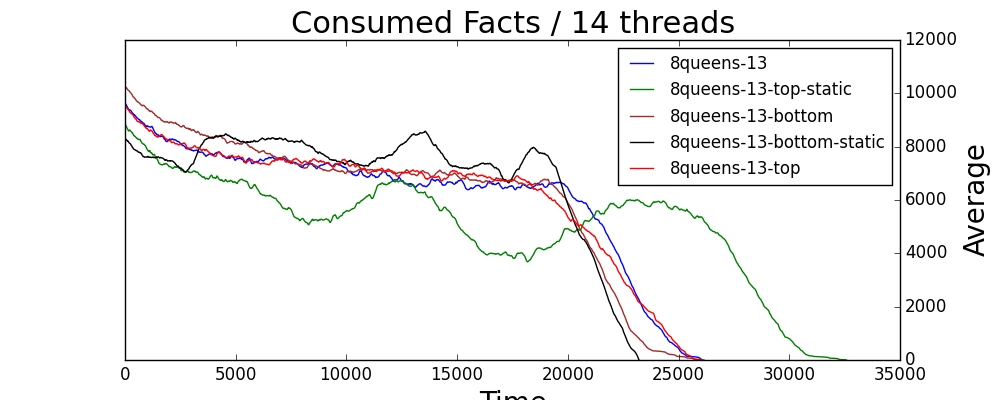 Consumed Facts / 14 threads
12000
10000
8000
6000
4000
2000
0
Average
8queens-13
8queens-13-top-static
8queens-13-bottom
8queens-13-bottom-static
8queens-13-top
0 5000 10000 15000 20000 25000 30000 35000
Time